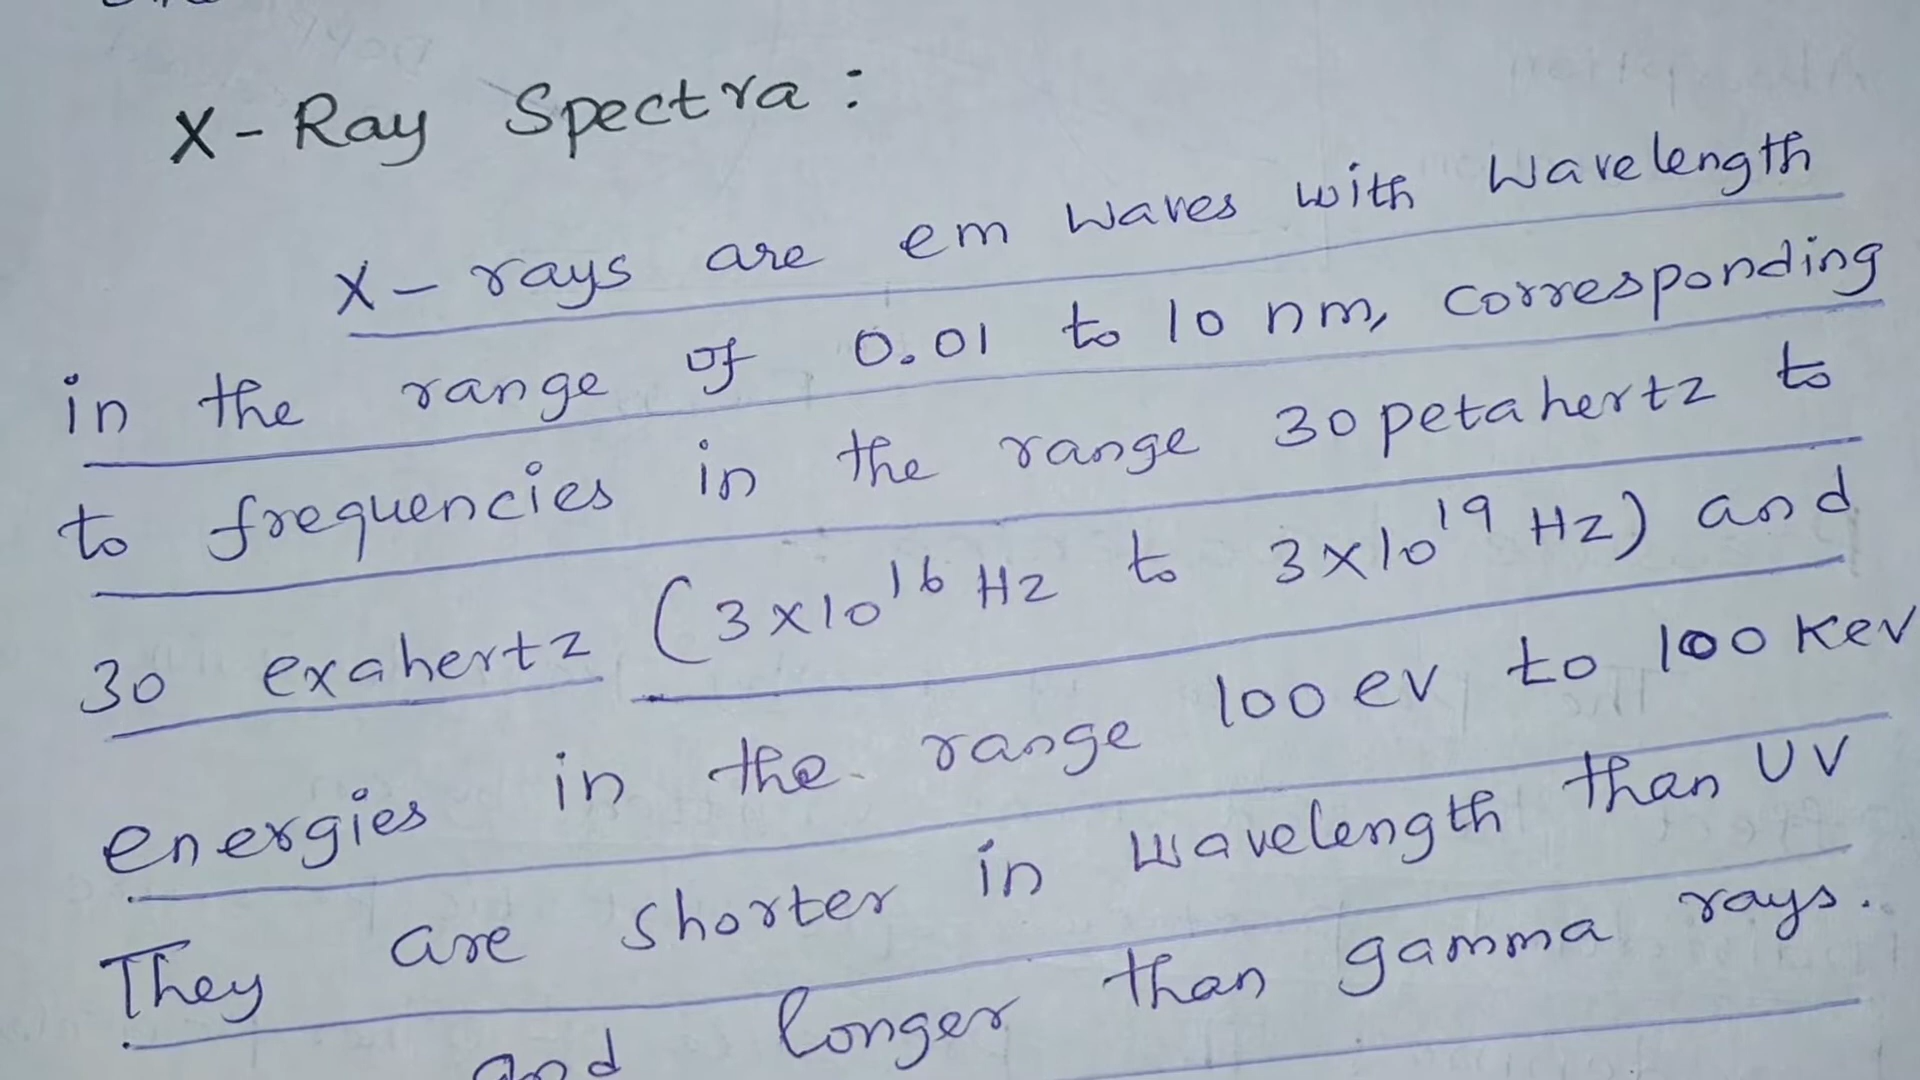 X-Ray Spectra:
X-rays are em waves with wavelength
in the range of 0.01 to 10 nm, corresponding
to frequencies in the range 30 petahertz to
30 exahertz (3×10¹⁶ Hz to 3×10¹⁹ Hz) and
energies in the range 100 ev to 100 Kev
They are shorter in wavelength than UV
and longer than gamma rays.